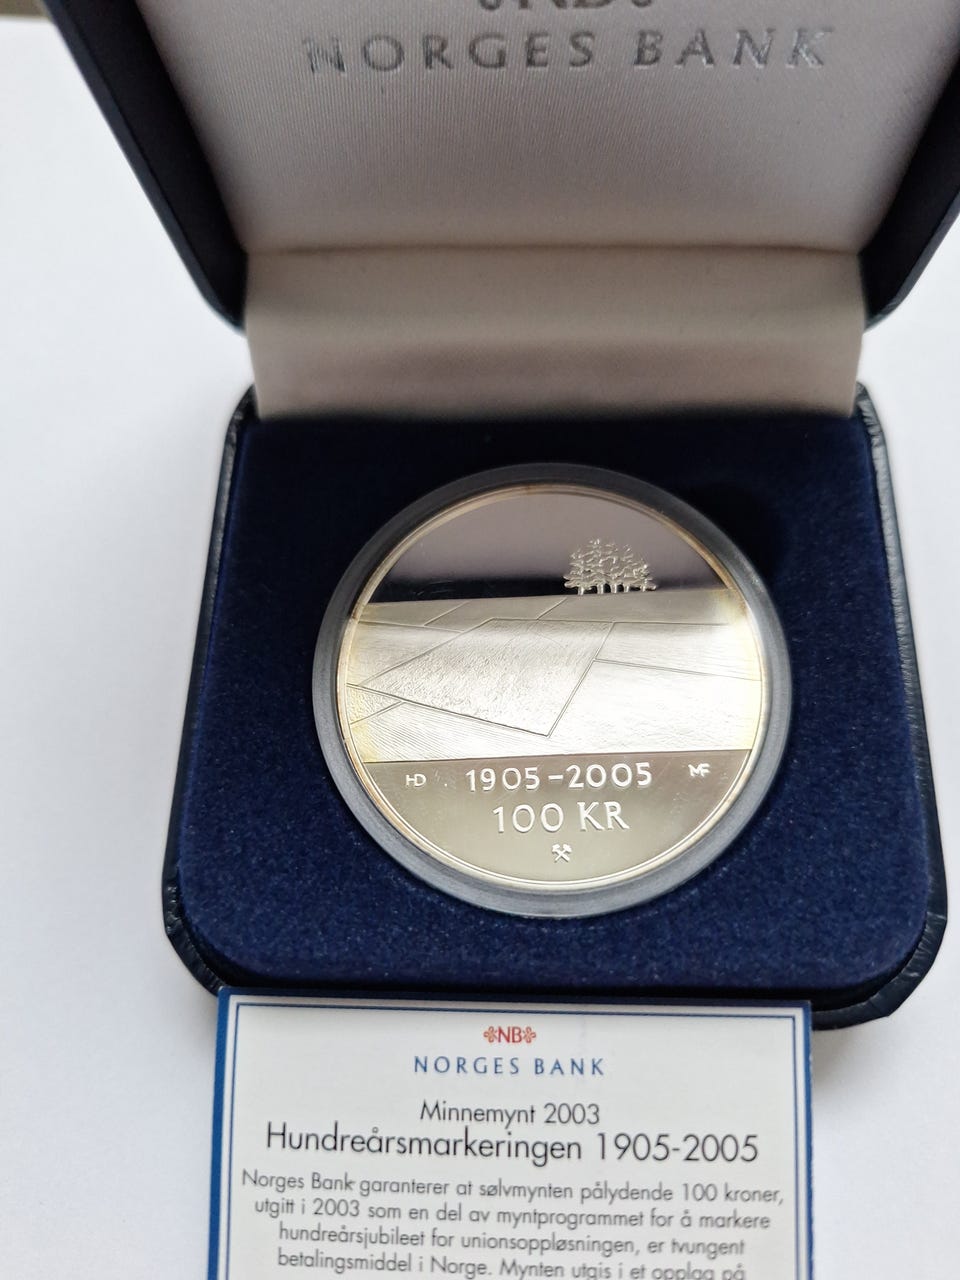 NB
NORGES BANK
HD 1905-2005 MF
100 KR
NB
NORGES BANK
Minnemynt 2003
Hundreårsmarkeringen 1905-2005
Norges Bank garanterer at sølvmynten pålydende 100 kroner,
utgitt i 2003 som en del av myntprogrammet for å markere
hundreårsjubileet for unionsoppløsningen, er tvungent
betalingsmiddel i Norge. Mynten utgis i et opplag på